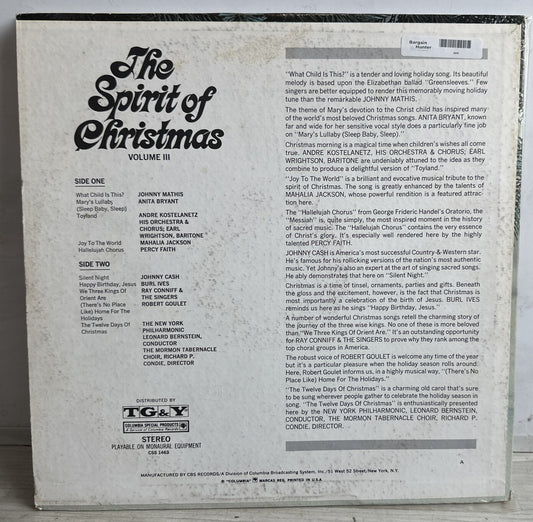 Bargain
Hunter
The
Spirit of
Christmas
VOLUME III
SIDE ONE
What Child Is This? JOHNNY MATHIS
Mary's Lullaby ANITA BRYANT
(Sleep Baby, Sleep)
Toyland ANDRE KOSTELANETZ
HIS ORCHESTRA &
CHORUS; EARL
WRIGHTSON, BARITONE
Joy To The World MAHALIA JACKSON
Hallelujah Chorus PERCY FAITH
SIDE TWO
Silent Night JOHNNY CASH
Happy Birthday, Jesus BURL IVES
We Three Kings Of RAY CONNIFF &
Orient Are THE SINGERS
(There's No ROBERT GOULET
Place Like) Home For The
Holidays
The Twelve Days Of THE NEW YORK
Christmas PHILHARMONIC
LEONARD BERNSTEIN,
CONDUCTOR
THE MORMON TABERNACLE
CHOIR, RICHARD P.
CONDIE, DIRECTOR
DISTRIBUTED BY
TG&Y
COLUMBIA SPECIAL PRODUCTS
A Service of Columbia Records
STEREO
PLAYABLE ON MONAURAL EQUIPMENT
CSS 1463
"What Child Is This?" is a tender and loving holiday song. Its beautiful
melody is based upon the Elizabethan ballad "Greensleeves." Few
singers are better equipped to render this memorably moving holiday
tune than the remarkable JOHNNY MATHIS.
The theme of Mary's devotion to the Christ child has inspired many
of the world's most beloved Christmas songs. ANITA BRYANT, known
far and wide for her sensitive vocal style does a particularly fine job
on "Mary's Lullaby (Sleep Baby, Sleep)."
Christmas morning is a magical time when children's wishes all come
true. ANDRE KOSTELANETZ, HIS ORCHESTRA & CHORUS; EARL
WRIGHTSON, BARITONE are undeniably attuned to the idea as they
combine to produce a delightful version of "Toyland."
"Joy To The World" is a brilliant and evocative musical tribute to the
spirit of Christmas. The song is greatly enhanced by the talents of
MAHALIA JACKSON, whose powerful rendition is a featured attrac-
tion here.
The "Hallelujah Chorus" from George Frideric Handel's Oratorio, the
"Messiah" is, quite simply, the most inspired moment in the history
of sacred music. The "Hallelujah Chorus" contains the very essence
of Christ's glory. It's especially well rendered here by the highly
talented PERCY FAITH.
JOHNNY CASH is America's most successful Country-&-Western star.
He's famous for his rollicking versions of the nation's most authentic
music. Yet Johnny's also an expert at the art of singing sacred songs.
He ably demonstrates that here on "Silent Night."
Christmas is a time of tinsel, ornaments, parties and gifts. Beneath
the gloss and the excitement, however, is the fact that Christmas is
most importantly a celebration of the birth of Jesus. BURL IVES
reminds us here as he sings "Happy Birthday, Jesus."
A number of wonderful Christmas songs retell the charming story of
the journey of the three wise kings. No one of these is more beloved
than "We Three Kings Of Orient Are." It's an outstanding opportunity
for RAY CONNIFF & THE SINGERS to prove why they rank among the
top choral groups in America.
The robust voice of ROBERT GOULET is welcome any time of the year
but it's a particular pleasure when the holiday season rolls around.
Here, Robert Goulet informs us, in a highly musical way, "(There's No
Place Like) Home For The Holidays."
"The Twelve Days Of Christmas" is a charming old carol that's sure
to be sung wherever people gather to celebrate the holiday season in
song. "The Twelve Days Of Christmas" is enthusiastically presented
here by the NEW YORK PHILHARMONIC, LEONARD BERNSTEIN,
CONDUCTOR, THE MORMON TABERNACLE CHOIR, RICHARD P.
CONDIE, DIRECTOR.
A
MANUFACTURED BY CBS RECORDS/A Division of Columbia Broadcasting System, Inc./51 West 52 Street/New York, N.Y.
® "COLUMBIA" MARCAS REG. PRINTED IN U.S.A.